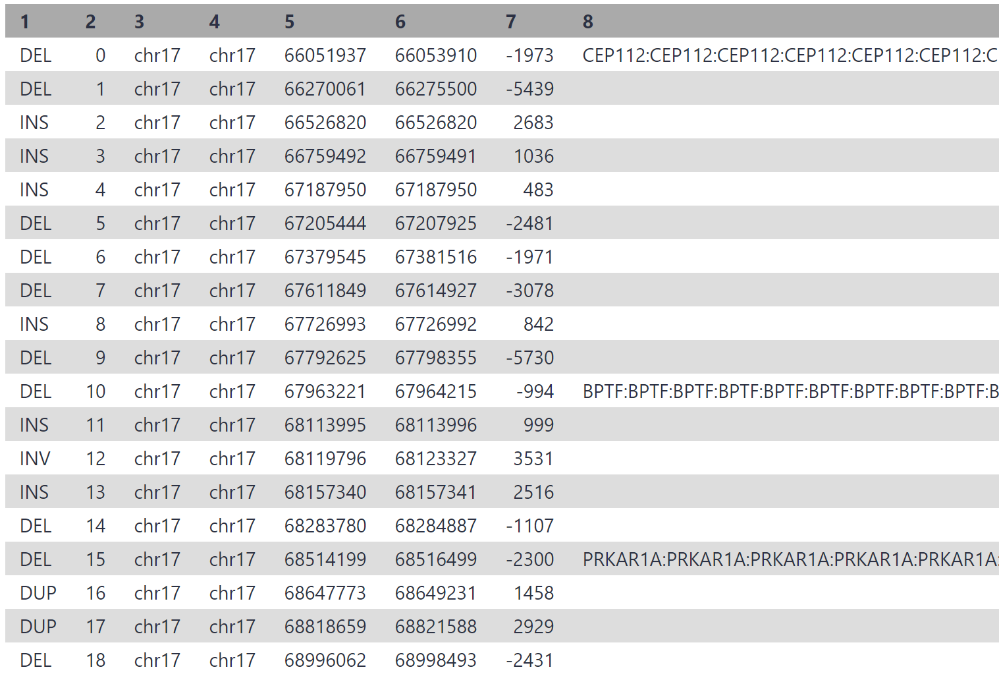 1 2 3 4 5 6 7 8
DEL 0 chr17 chr17 66051937 66053910 -1973 CEP112:CEP112:CEP112:CEP112:CEP112:CEP112:C
DEL 1 chr17 chr17 66270061 66275500 -5439
INS 2 chr17 chr17 66526820 66526820 2683
INS 3 chr17 chr17 66759492 66759491 1036
INS 4 chr17 chr17 67187950 67187950 483
DEL 5 chr17 chr17 67205444 67207925 -2481
DEL 6 chr17 chr17 67379545 67381516 -1971
DEL 7 chr17 chr17 67611849 67614927 -3078
INS 8 chr17 chr17 67726993 67726992 842
DEL 9 chr17 chr17 67792625 67798355 -5730
DEL 10 chr17 chr17 67963221 67964215 -994 BPTF:BPTF:BPTF:BPTF:BPTF:BPTF:BPTF:BPTF:BPTF:B
INS 11 chr17 chr17 68113995 68113996 999
INV 12 chr17 chr17 68119796 68123327 3531
INS 13 chr17 chr17 68157340 68157341 2516
DEL 14 chr17 chr17 68283780 68284887 -1107
DEL 15 chr17 chr17 68514199 68516499 -2300 PRKAR1A:PRKAR1A:PRKAR1A:PRKAR1A:PRKAR1A:
DUP 16 chr17 chr17 68647773 68649231 1458
DUP 17 chr17 chr17 68818659 68821588 2929
DEL 18 chr17 chr17 68996062 68998493 -2431